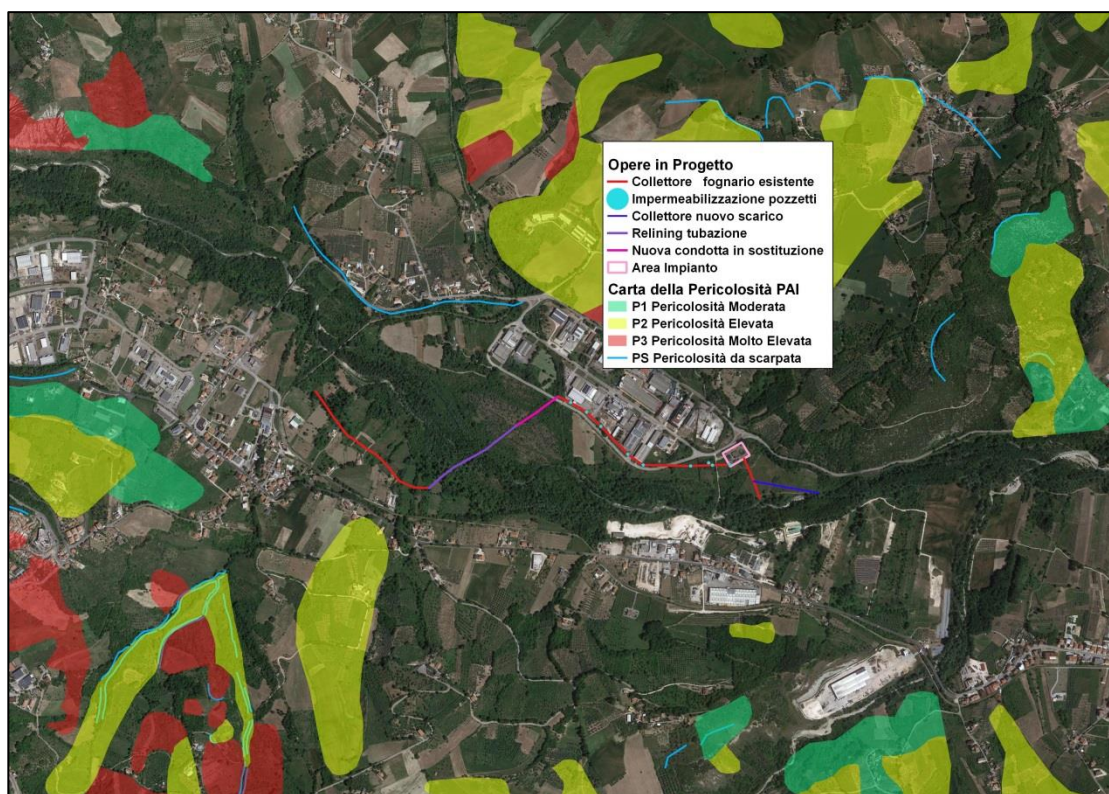 Opere in Progetto
Collettore fognario esistente
Impermeabilizzazione pozzetti
Collettore nuovo scarico
Relining tubazione
Nuova condotta in sostituzione
Area Impianto
Carta della Pericolosità PAI
P1 Pericolosità Moderata
P2 Pericolosità Elevata
P3 Pericolosità Molto Elevata
PS Pericolosità da scarpata